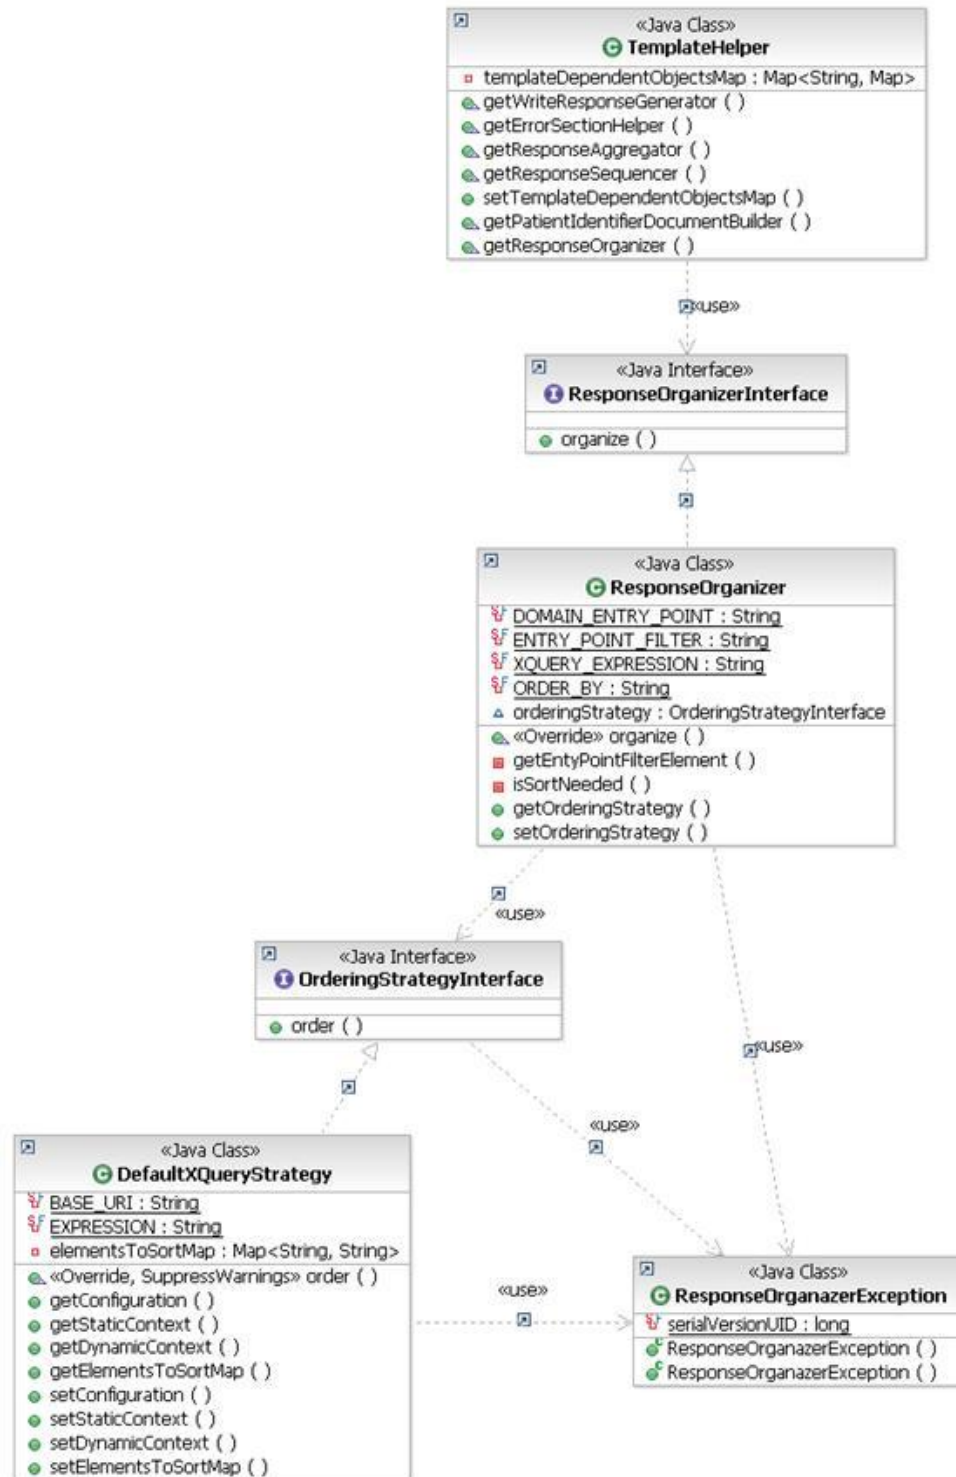 «Java Class»
TemplateHelper
templateDependentObjectsMap : Map<String, Map>
getWriteResponseGenerator ( )
getErrorSectionHelper ( )
getResponseAggregator ( )
getResponseSequencer ( )
setTemplateDependentObjectsMap ( )
getPatientIdentifierDocumentBuilder ( )
getResponseOrganizer ( )
«use»
«Java Interface»
ResponseOrganizerInterface
organize ( )
«Java Class»
ResponseOrganizer
DOMAIN_ENTRY_POINT : String
ENTRY_POINT_FILTER : String
XQUERY_EXPRESSION : String
ORDER_BY : String
orderingStrategy : OrderingStrategyInterface
«Override» organize ( )
getEntyPointFilterElement ( )
isSortNeeded ( )
getOrderingStrategy ( )
setOrderingStrategy ( )
«use»
«Java Interface»
OrderingStrategyInterface
order ( )
«use»
«use»
«Java Class»
DefaultXQueryStrategy
BASE_URI : String
EXPRESSION : String
elementsToSortMap : Map<String, String>
«Override, SuppressWarnings» order ( )
getConfiguration ( )
getStaticContext ( )
getDynamicContext ( )
getElementsToSortMap ( )
setConfiguration ( )
setStaticContext ( )
setDynamicContext ( )
setElementsToSortMap ( )
«use»
«Java Class»
ResponseOrganazerException
serialVersionUID : long
ResponseOrganazerException ( )
ResponseOrganazerException ( )